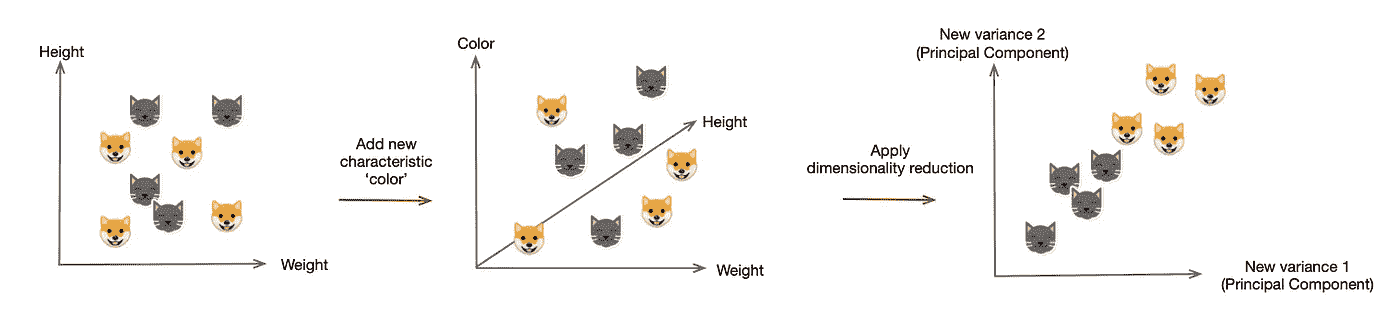 Height
Weight
Add new
characteristic
‘color’
Color
Height
Weight
Apply
dimensionality reduction
New variance 2
(Principal Component)
New variance 1
(Principal Component)